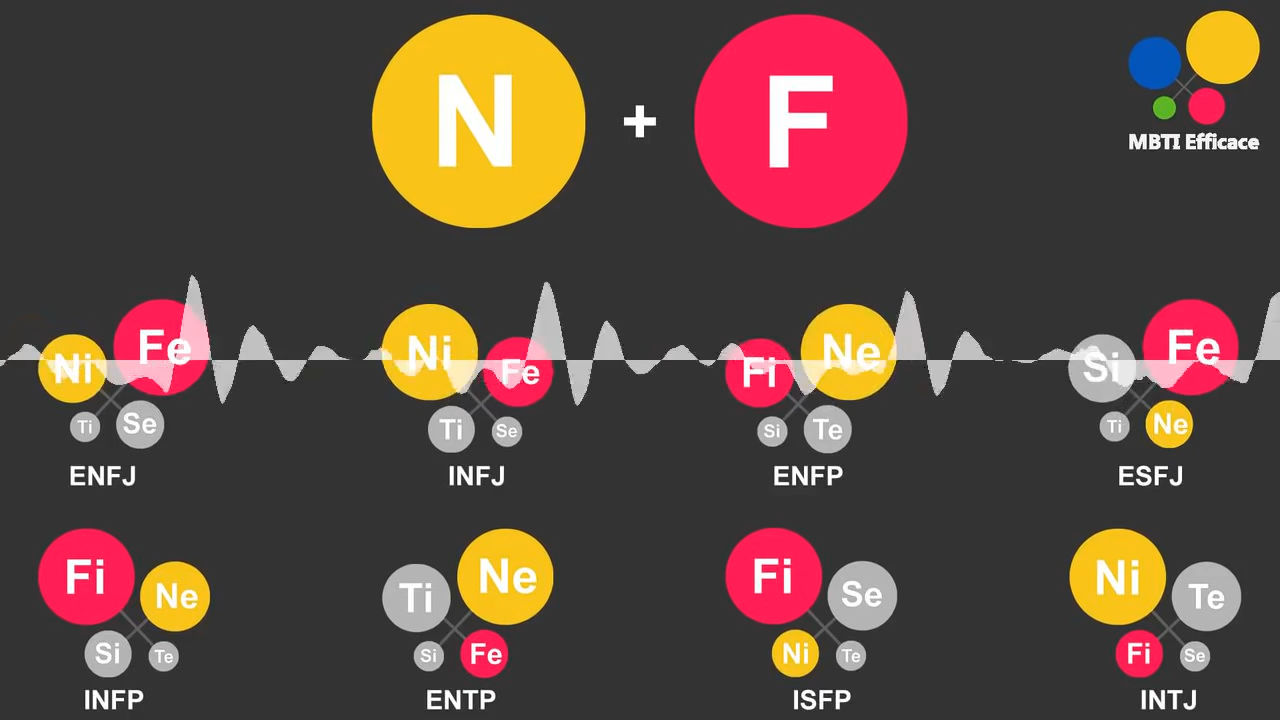 N + F
MBTI Efficace
Ni Fe
Ti Se
ENFJ
Ni Fe
Ti Se
INFJ
Fi Ne
Si Te
ENFP
Si Fe
Ti Ne
ESFJ
Fi Ne
Si Te
INFP
Ti Ne
Si Fe
ENTP
Fi Se
Ni Te
ISFP
Ni Te
Fi Se
INTJ